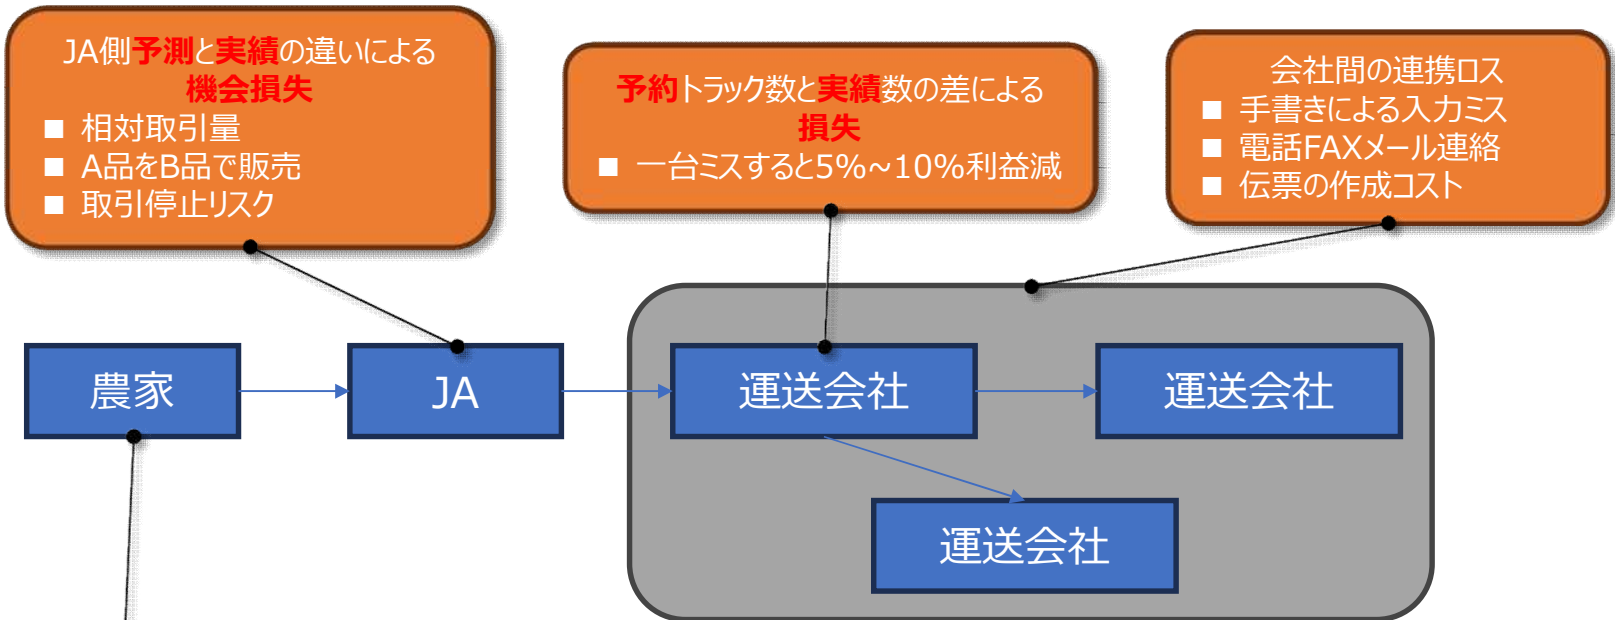 JA側予測と実績の違いによる
機会損失
■ 相対取引量
■ A品をB品で販売
■ 取引停止リスク
予約トラック数と実績数の差による
損失
■ 一台ミスすると5%~10%利益減
会社間の連携ロス
■ 手書きによる入力ミス
■ 電話FAXメール連絡
■ 伝票の作成コスト
農家
JA
運送会社
運送会社
運送会社